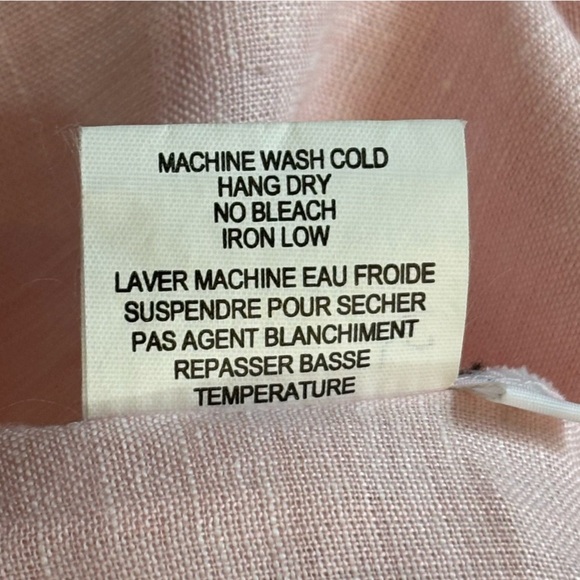 MACHINE WASH COLD
HANG DRY
NO BLEACH
IRON LOW
LAVER MACHINE EAU FROIDE
SUSPENDRE POUR SECHER
PAS AGENT BLANCHIMENT
REPASSER BASSE
TEMPERATURE